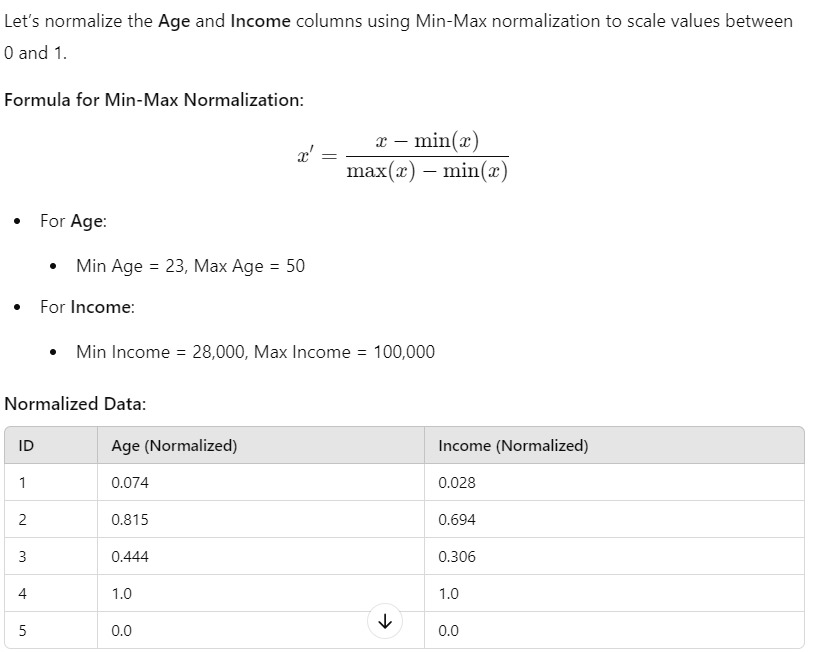 Let’s normalize the Age and Income columns using Min-Max normalization to scale values between
0 and 1.
Formula for Min-Max Normalization:
x′ = (x − min(x)) / (max(x) − min(x))
• For Age:
• Min Age = 23, Max Age = 50
• For Income:
• Min Income = 28,000, Max Income = 100,000
Normalized Data:
ID Age (Normalized) Income (Normalized)
1 0.074 0.028
2 0.815 0.694
3 0.444 0.306
4 1.0 1.0
5 0.0 0.0